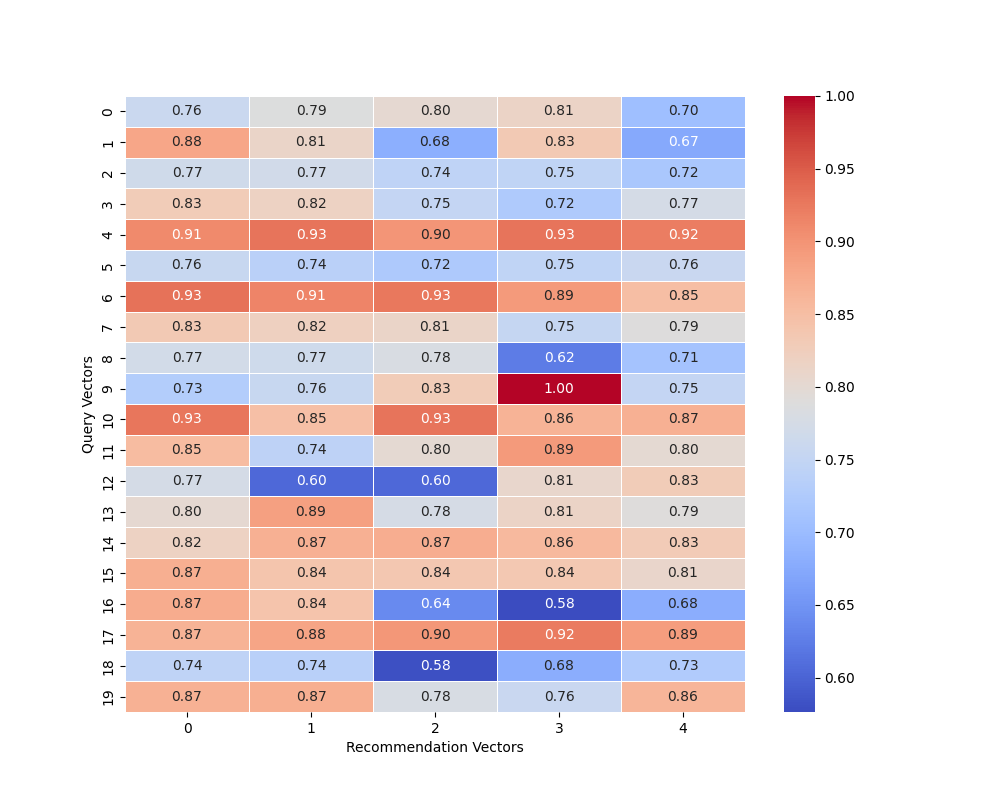 0 0.76 0.79 0.80 0.81 0.70
1 0.88 0.81 0.68 0.83 0.67
2 0.77 0.77 0.74 0.75 0.72
3 0.83 0.82 0.75 0.72 0.77
4 0.91 0.93 0.90 0.93 0.92
5 0.76 0.74 0.72 0.75 0.76
6 0.93 0.91 0.93 0.89 0.85
7 0.83 0.82 0.81 0.75 0.79
8 0.77 0.77 0.78 0.62 0.71
9 0.73 0.76 0.83 1.00 0.75
10 0.93 0.85 0.93 0.86 0.87
11 0.85 0.74 0.80 0.89 0.80
12 0.77 0.60 0.60 0.81 0.83
13 0.80 0.89 0.78 0.81 0.79
14 0.82 0.87 0.87 0.86 0.83
15 0.87 0.84 0.84 0.84 0.81
16 0.87 0.84 0.64 0.58 0.68
17 0.87 0.88 0.90 0.92 0.89
18 0.74 0.74 0.58 0.68 0.73
19 0.87 0.87 0.78 0.76 0.86
0 1 2 3 4
Recommendation Vectors
Query Vectors
1.00
0.95
0.90
0.85
0.80
0.75
0.70
0.65
0.60